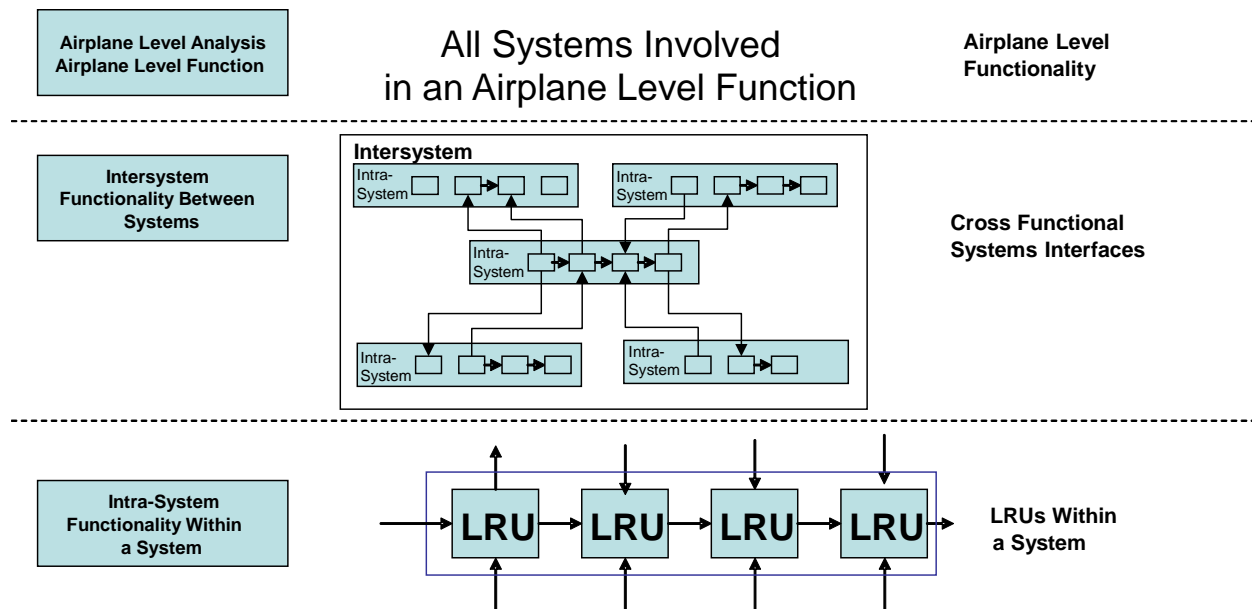 Airplane Level Analysis
Airplane Level Function
All Systems Involved
in an Airplane Level Function
Airplane Level
Functionality
Intersystem
Functionality Between
Systems
Intersystem
Intra-
System
Intra-
System
Intra-
System
Intra-
System
Intra-
System
Cross Functional
Systems Interfaces
Intra-System
Functionality Within
a System
LRU LRU LRU LRU
LRUs Within
a System